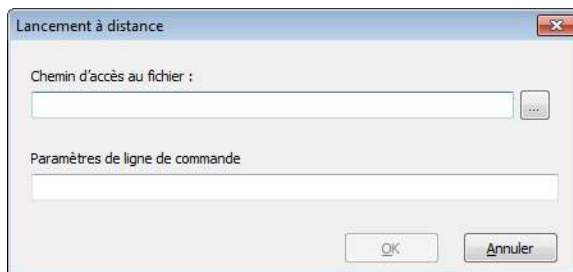 Lancement à distance
Chemin d'accès au fichier :
...
Paramètres de ligne de commande
OK
Annuler